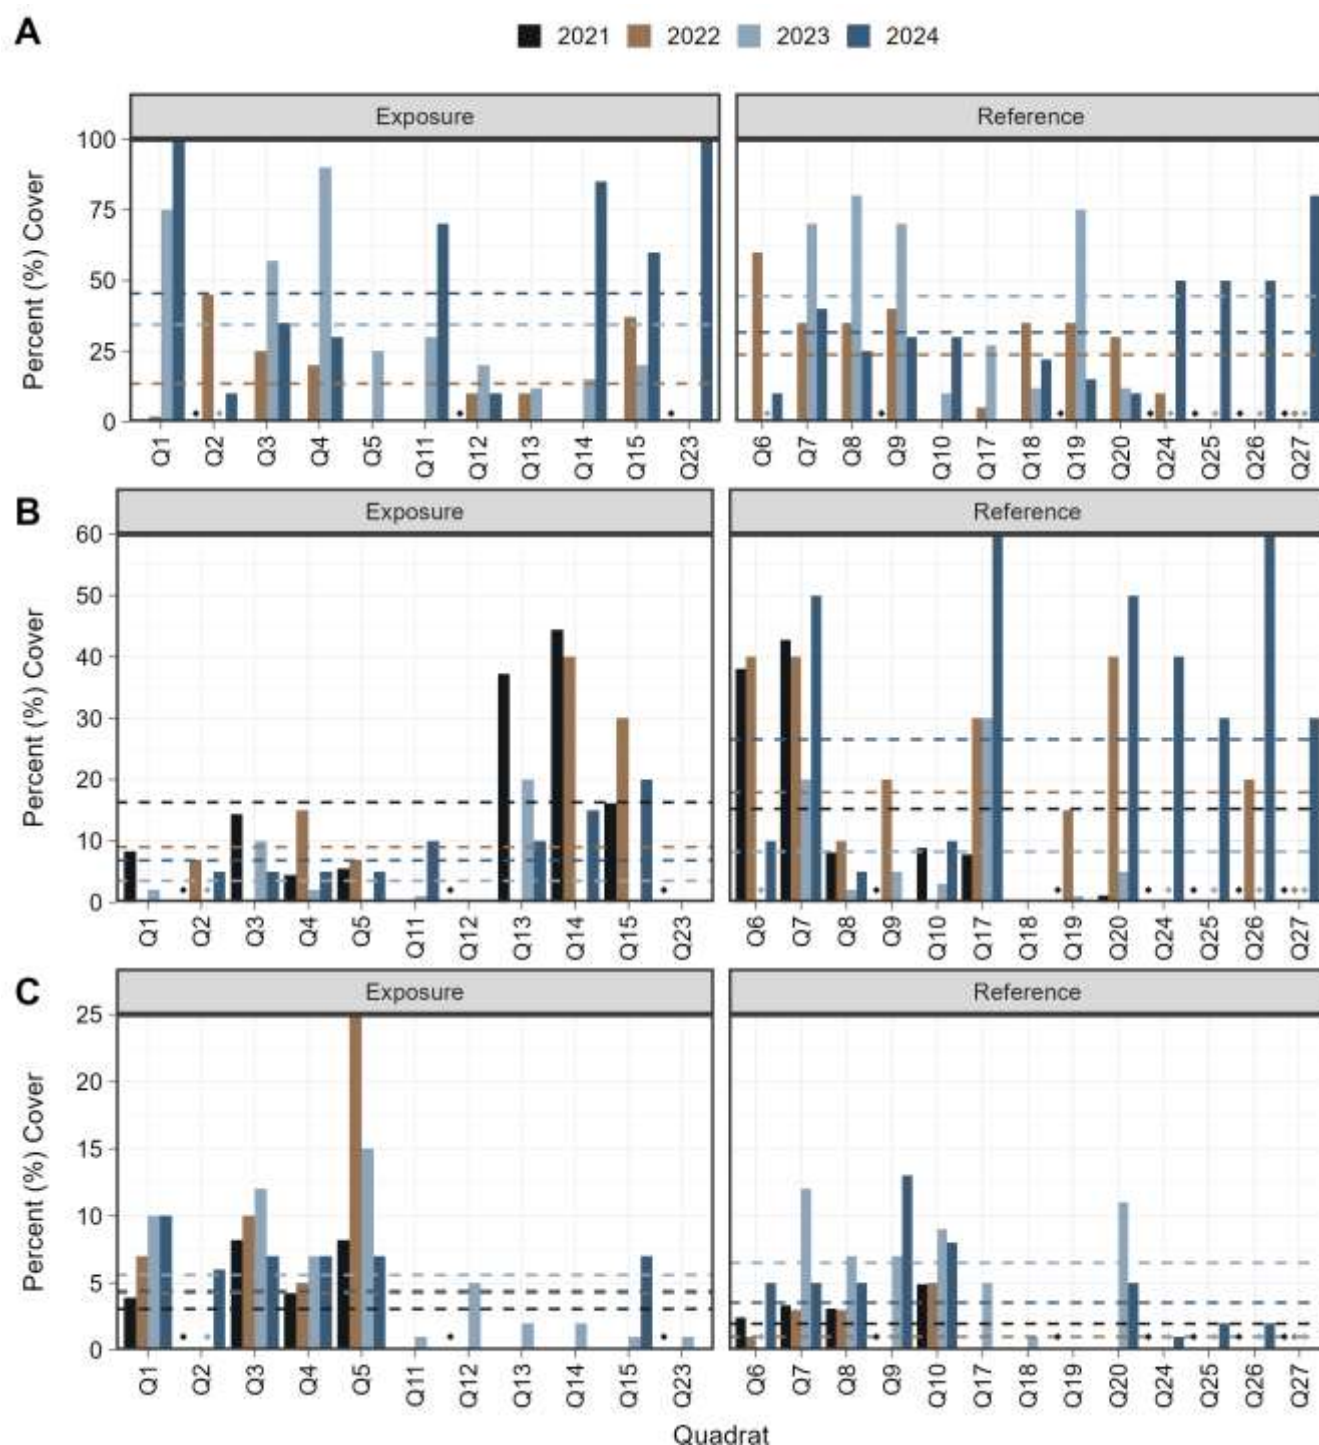 A
2021 2022 2023 2024
Exposure Reference
Percent (%) Cover
100
75
50
25
0
Q1 Q2 Q3 Q4 Q5 Q11 Q12 Q13 Q14 Q15 Q23
Q6 Q7 Q8 Q9 Q10 Q17 Q18 Q19 Q20 Q24 Q25 Q26 Q27
B
Exposure Reference
Percent (%) Cover
60
50
40
30
20
10
0
Q1 Q2 Q3 Q4 Q5 Q11 Q12 Q13 Q14 Q15 Q23
Q6 Q7 Q8 Q9 Q10 Q17 Q18 Q19 Q20 Q24 Q25 Q26 Q27
C
Exposure Reference
Percent (%) Cover
25
20
15
10
5
0
Q1 Q2 Q3 Q4 Q5 Q11 Q12 Q13 Q14 Q15 Q23
Q6 Q7 Q8 Q9 Q10 Q17 Q18 Q19 Q20 Q24 Q25 Q26 Q27
Quadrat